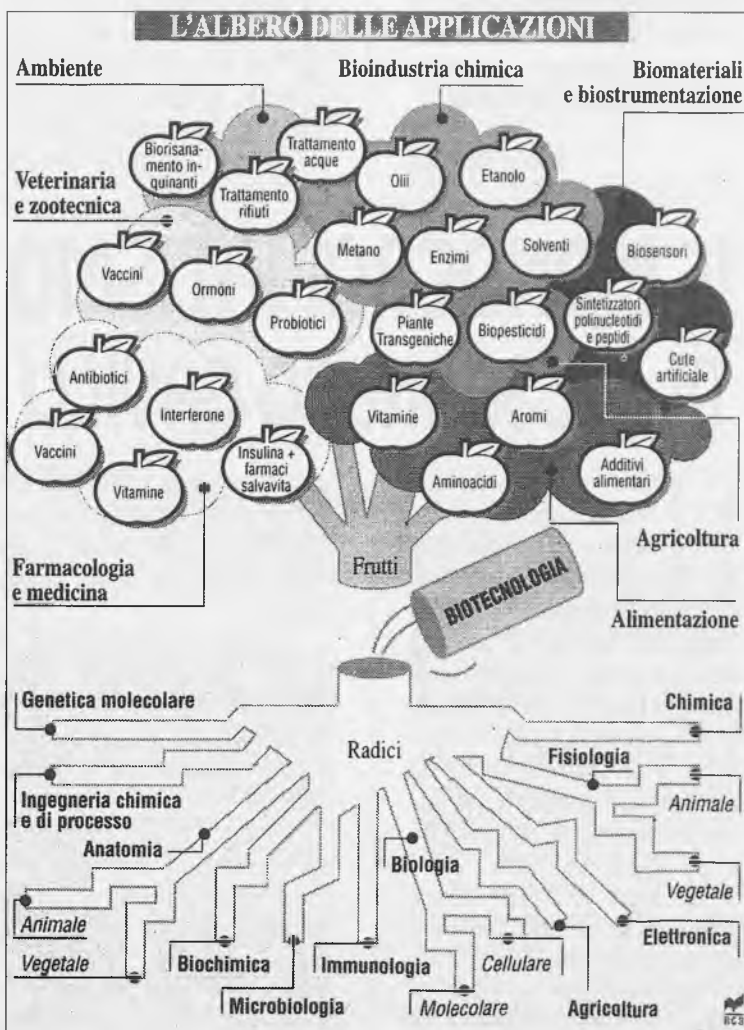 L'ALBERO DELLE APPLICAZIONI
Ambiente
Bioindustria chimica
Biomateriali
e biostrumentazione
Veterinaria
e zootecnica
Biorisana-
mento in-
quinanti
Trattamento
acque
Trattamento
rifiuti
Olii
Etanolo
Metano
Enzimi
Solventi
Biosensori
Vaccini
Ormoni
Probiotici
Piante
Transgeniche
Biopesticidi
Sintetizzatori
polinucleotidi
e peptidi
Cute
artificiale
Antibiotici
Interferone
Vaccini
Vitamine
Insulina +
farmaci
salvavita
Vitamine
Aromi
Aminoacidi
Additivi
alimentari
Agricoltura
Alimentazione
Farmacologia
e medicina
Frutti
BIOTECNOLOGIA
Radici
Genetica molecolare
Chimica
Ingegneria chimica
e di processo
Fisiologia
Animale
Vegetale
Anatomia
Animale
Vegetale
Biologia
Elettronica
Biochimica
Microbiologia
Immunologia
Cellulare
Molecolare
Agricoltura
RCS